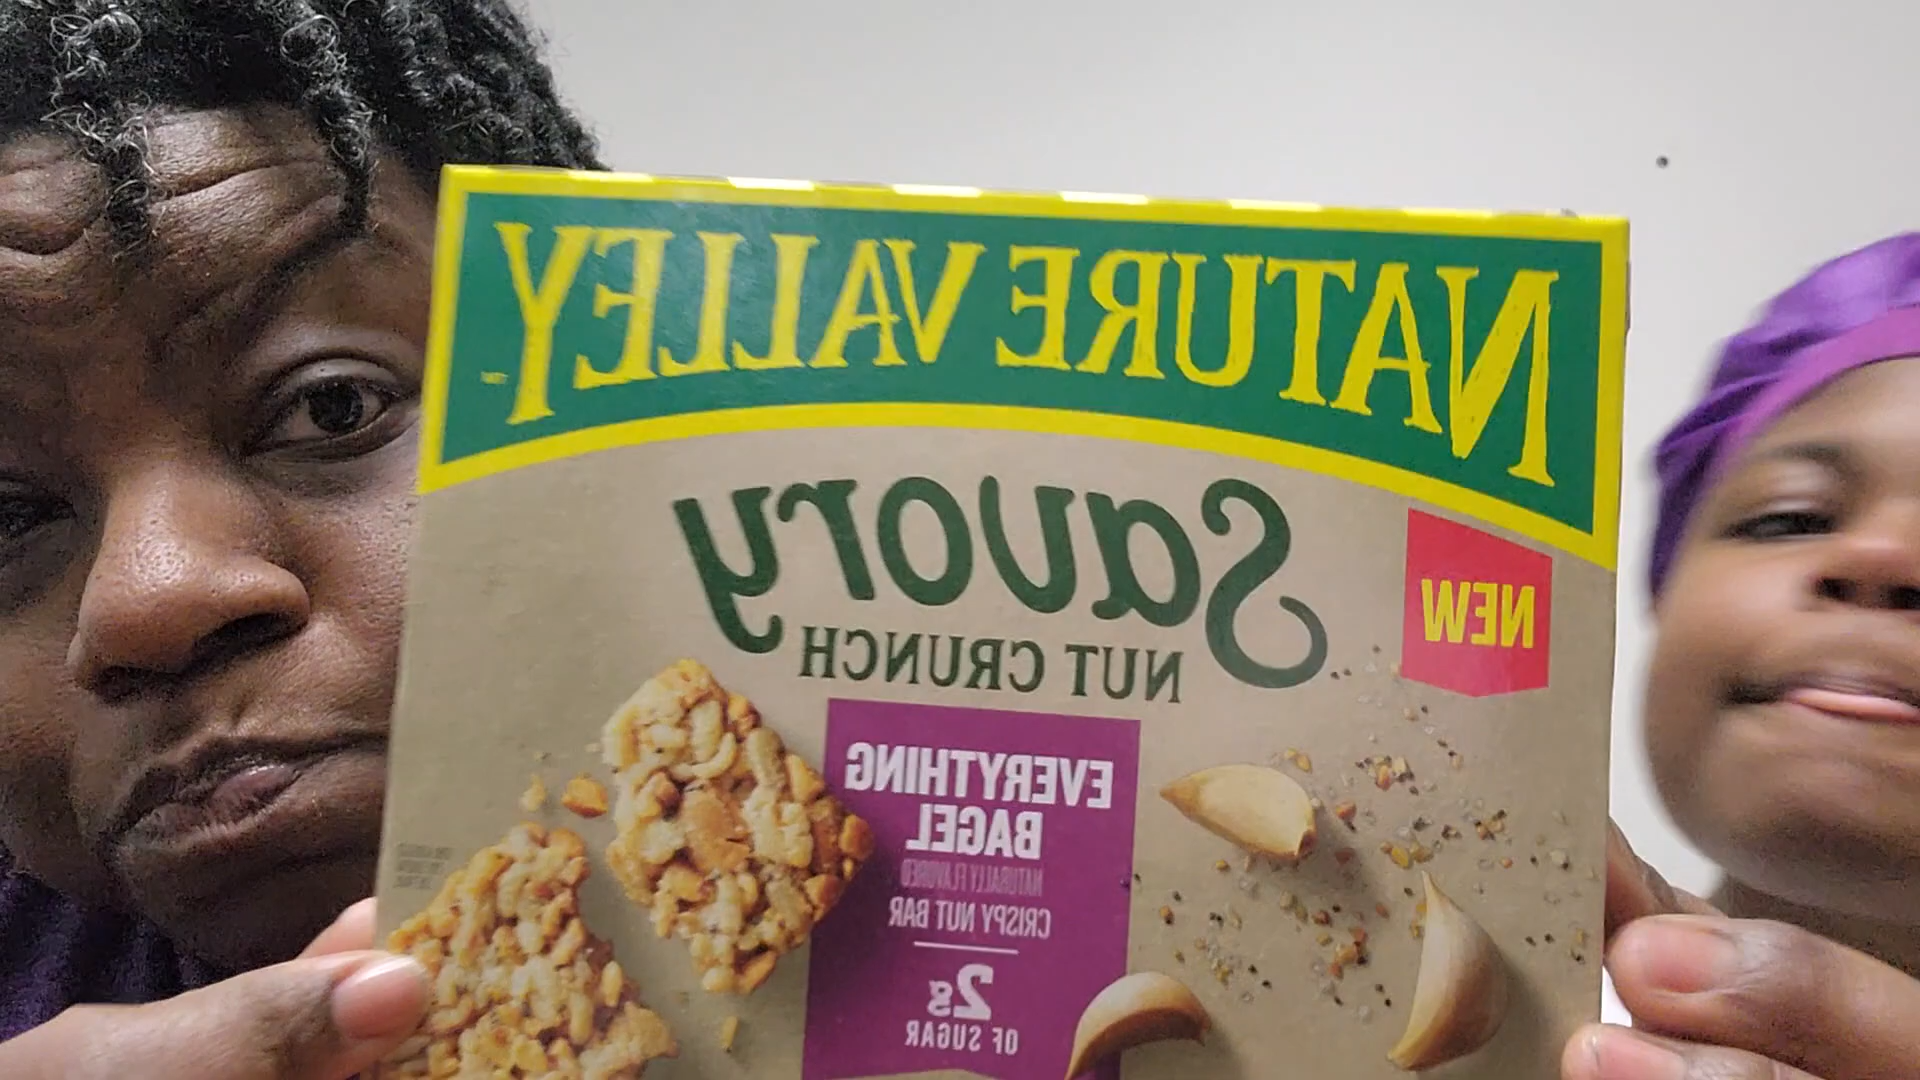 NATURE VALLEY
Savory
NUT CRUNCH
NEW
EVERYTHING
BAGEL
NATURALLY FLAVORED
CRISPY NUT BAR
2g
OF SUGAR